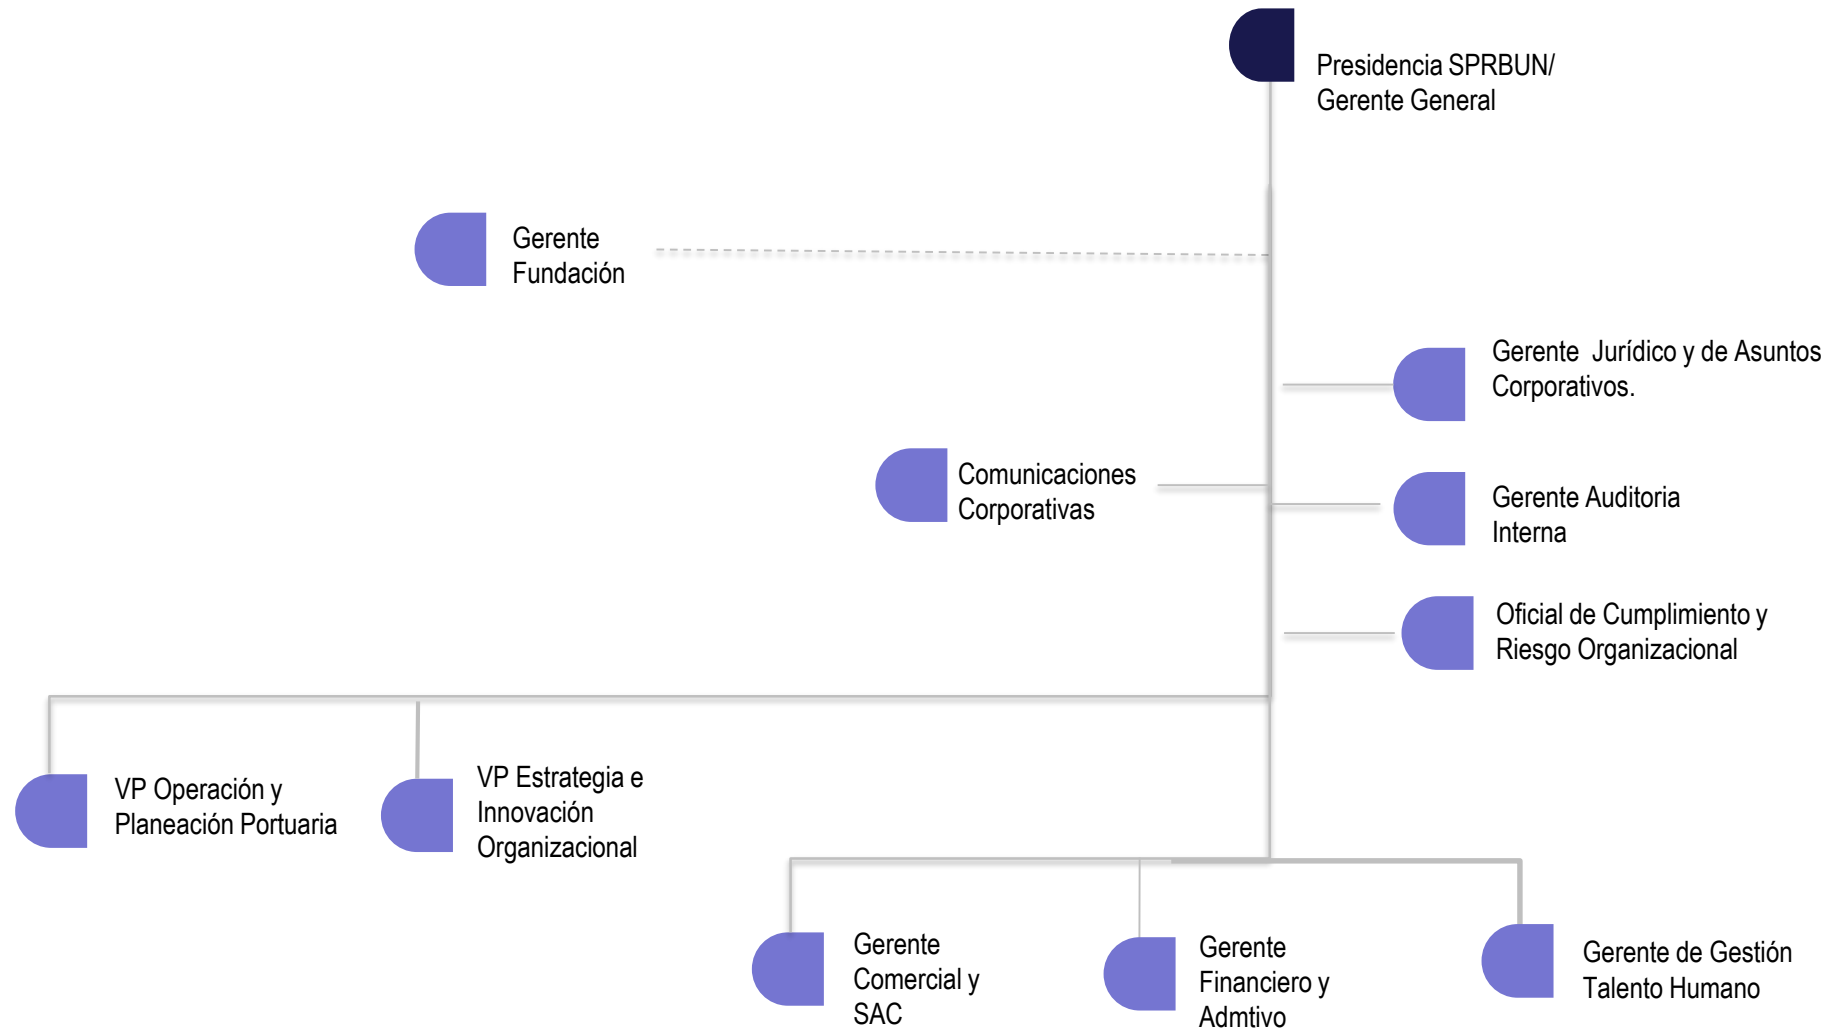 Presidencia SPRBUN/
Gerente General
Gerente
Fundación
Gerente  Jurídico y de Asuntos
Corporativos.
Comunicaciones
Corporativas
Gerente Auditoria
Interna
Oficial de Cumplimiento y
Riesgo Organizacional
VP Operación y
Planeación Portuaria
VP Estrategia e
Innovación
Organizacional
Gerente
Comercial y
SAC
Gerente
Financiero y
Admtivo
Gerente de Gestión
Talento Humano